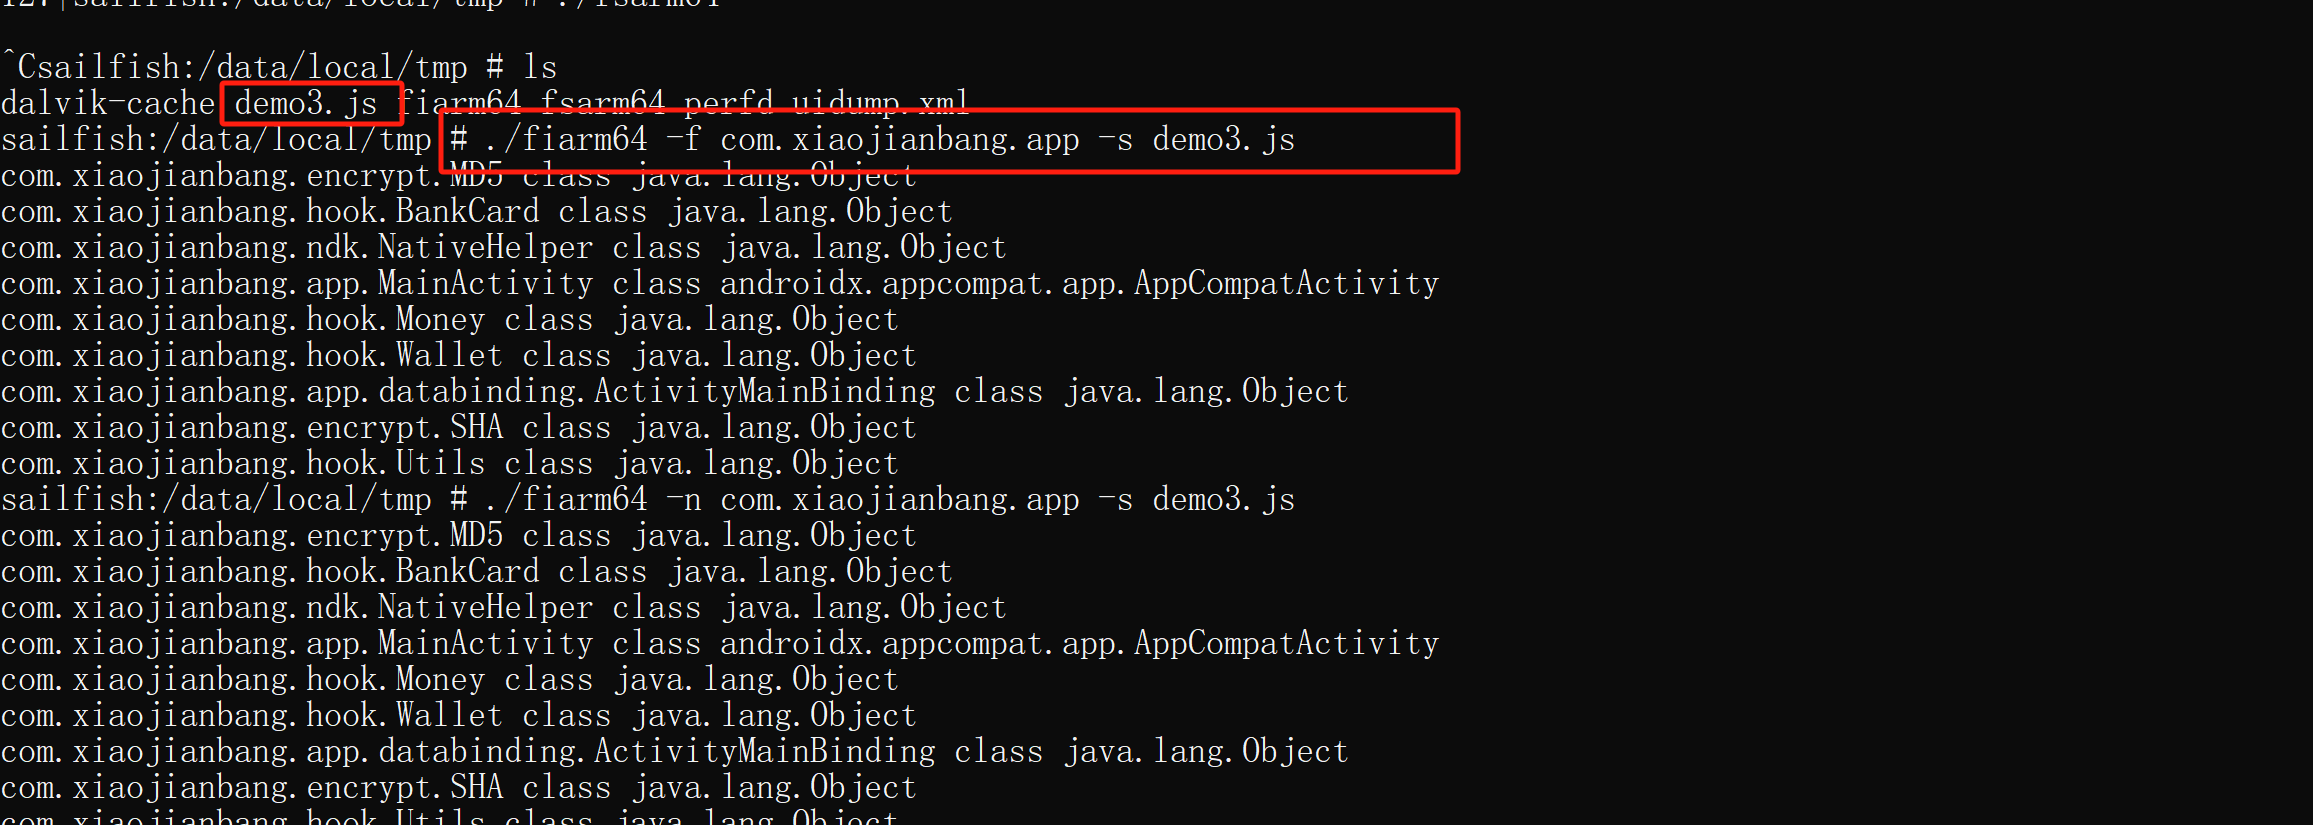 127|sailfish:/data/local/tmp # ./fsarm64
^Csailfish:/data/local/tmp # ls
dalvik-cache demo3.js fiarm64 fsarm64 perfd uidump.xml
sailfish:/data/local/tmp # ./fiarm64 -f com.xiaojianbang.app -s demo3.js
com.xiaojianbang.encrypt.MD5 class java.lang.Object
com.xiaojianbang.hook.BankCard class java.lang.Object
com.xiaojianbang.ndk.NativeHelper class java.lang.Object
com.xiaojianbang.app.MainActivity class androidx.appcompat.app.AppCompatActivity
com.xiaojianbang.hook.Money class java.lang.Object
com.xiaojianbang.hook.Wallet class java.lang.Object
com.xiaojianbang.app.databinding.ActivityMainBinding class java.lang.Object
com.xiaojianbang.encrypt.SHA class java.lang.Object
com.xiaojianbang.hook.Utils class java.lang.Object
sailfish:/data/local/tmp # ./fiarm64 -n com.xiaojianbang.app -s demo3.js
com.xiaojianbang.encrypt.MD5 class java.lang.Object
com.xiaojianbang.hook.BankCard class java.lang.Object
com.xiaojianbang.ndk.NativeHelper class java.lang.Object
com.xiaojianbang.app.MainActivity class androidx.appcompat.app.AppCompatActivity
com.xiaojianbang.hook.Money class java.lang.Object
com.xiaojianbang.hook.Wallet class java.lang.Object
com.xiaojianbang.app.databinding.ActivityMainBinding class java.lang.Object
com.xiaojianbang.encrypt.SHA class java.lang.Object
com.xiaojianbang.hook.Utils class java.lang.Object